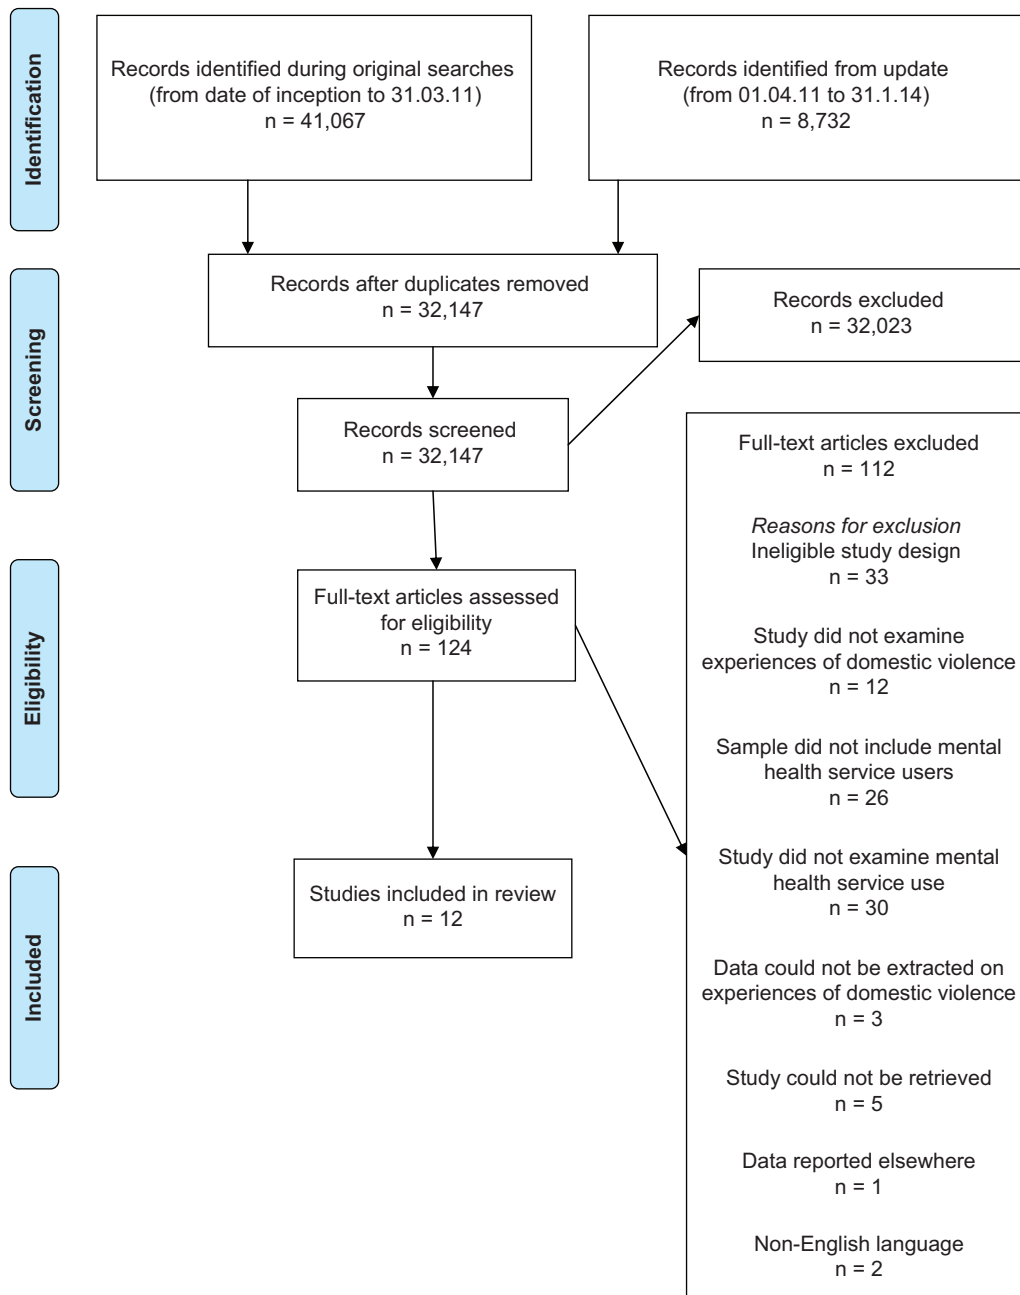 Identification
Records identified during original searches
(from date of inception to 31.03.11)
n = 41,067
Records identified from update
(from 01.04.11 to 31.1.14)
n = 8,732
Screening
Records after duplicates removed
n = 32,147
Records excluded
n = 32,023
Records screened
n = 32,147
Eligibility
Full-text articles assessed
for eligibility
n = 124
Full-text articles excluded
n = 112
Reasons for exclusion
Ineligible study design
n = 33
Study did not examine
experiences of domestic violence
n = 12
Sample did not include mental
health service users
n = 26
Study did not examine mental
health service use
n = 30
Data could not be extracted on
experiences of domestic violence
n = 3
Study could not be retrieved
n = 5
Data reported elsewhere
n = 1
Non-English language
n = 2
Included
Studies included in review
n = 12